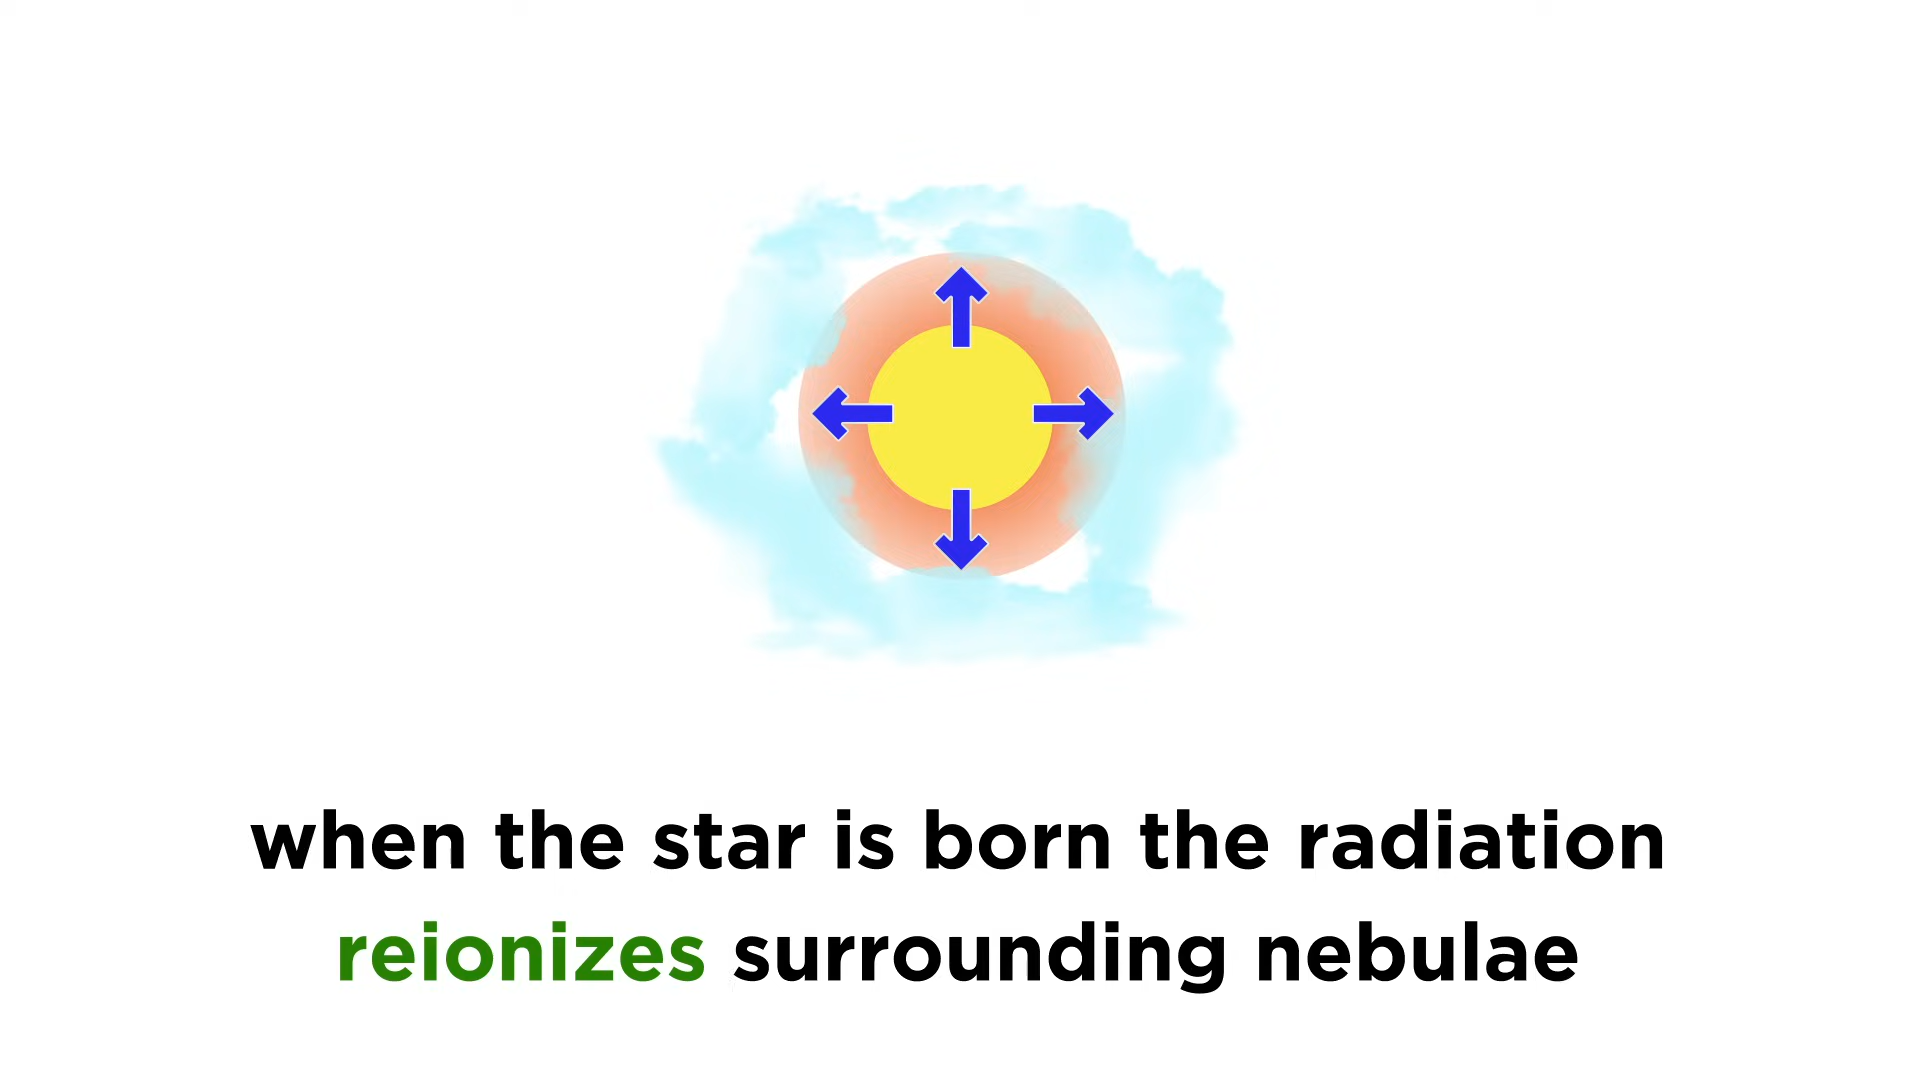 when the star is born the radiation
reionizes surrounding nebulae